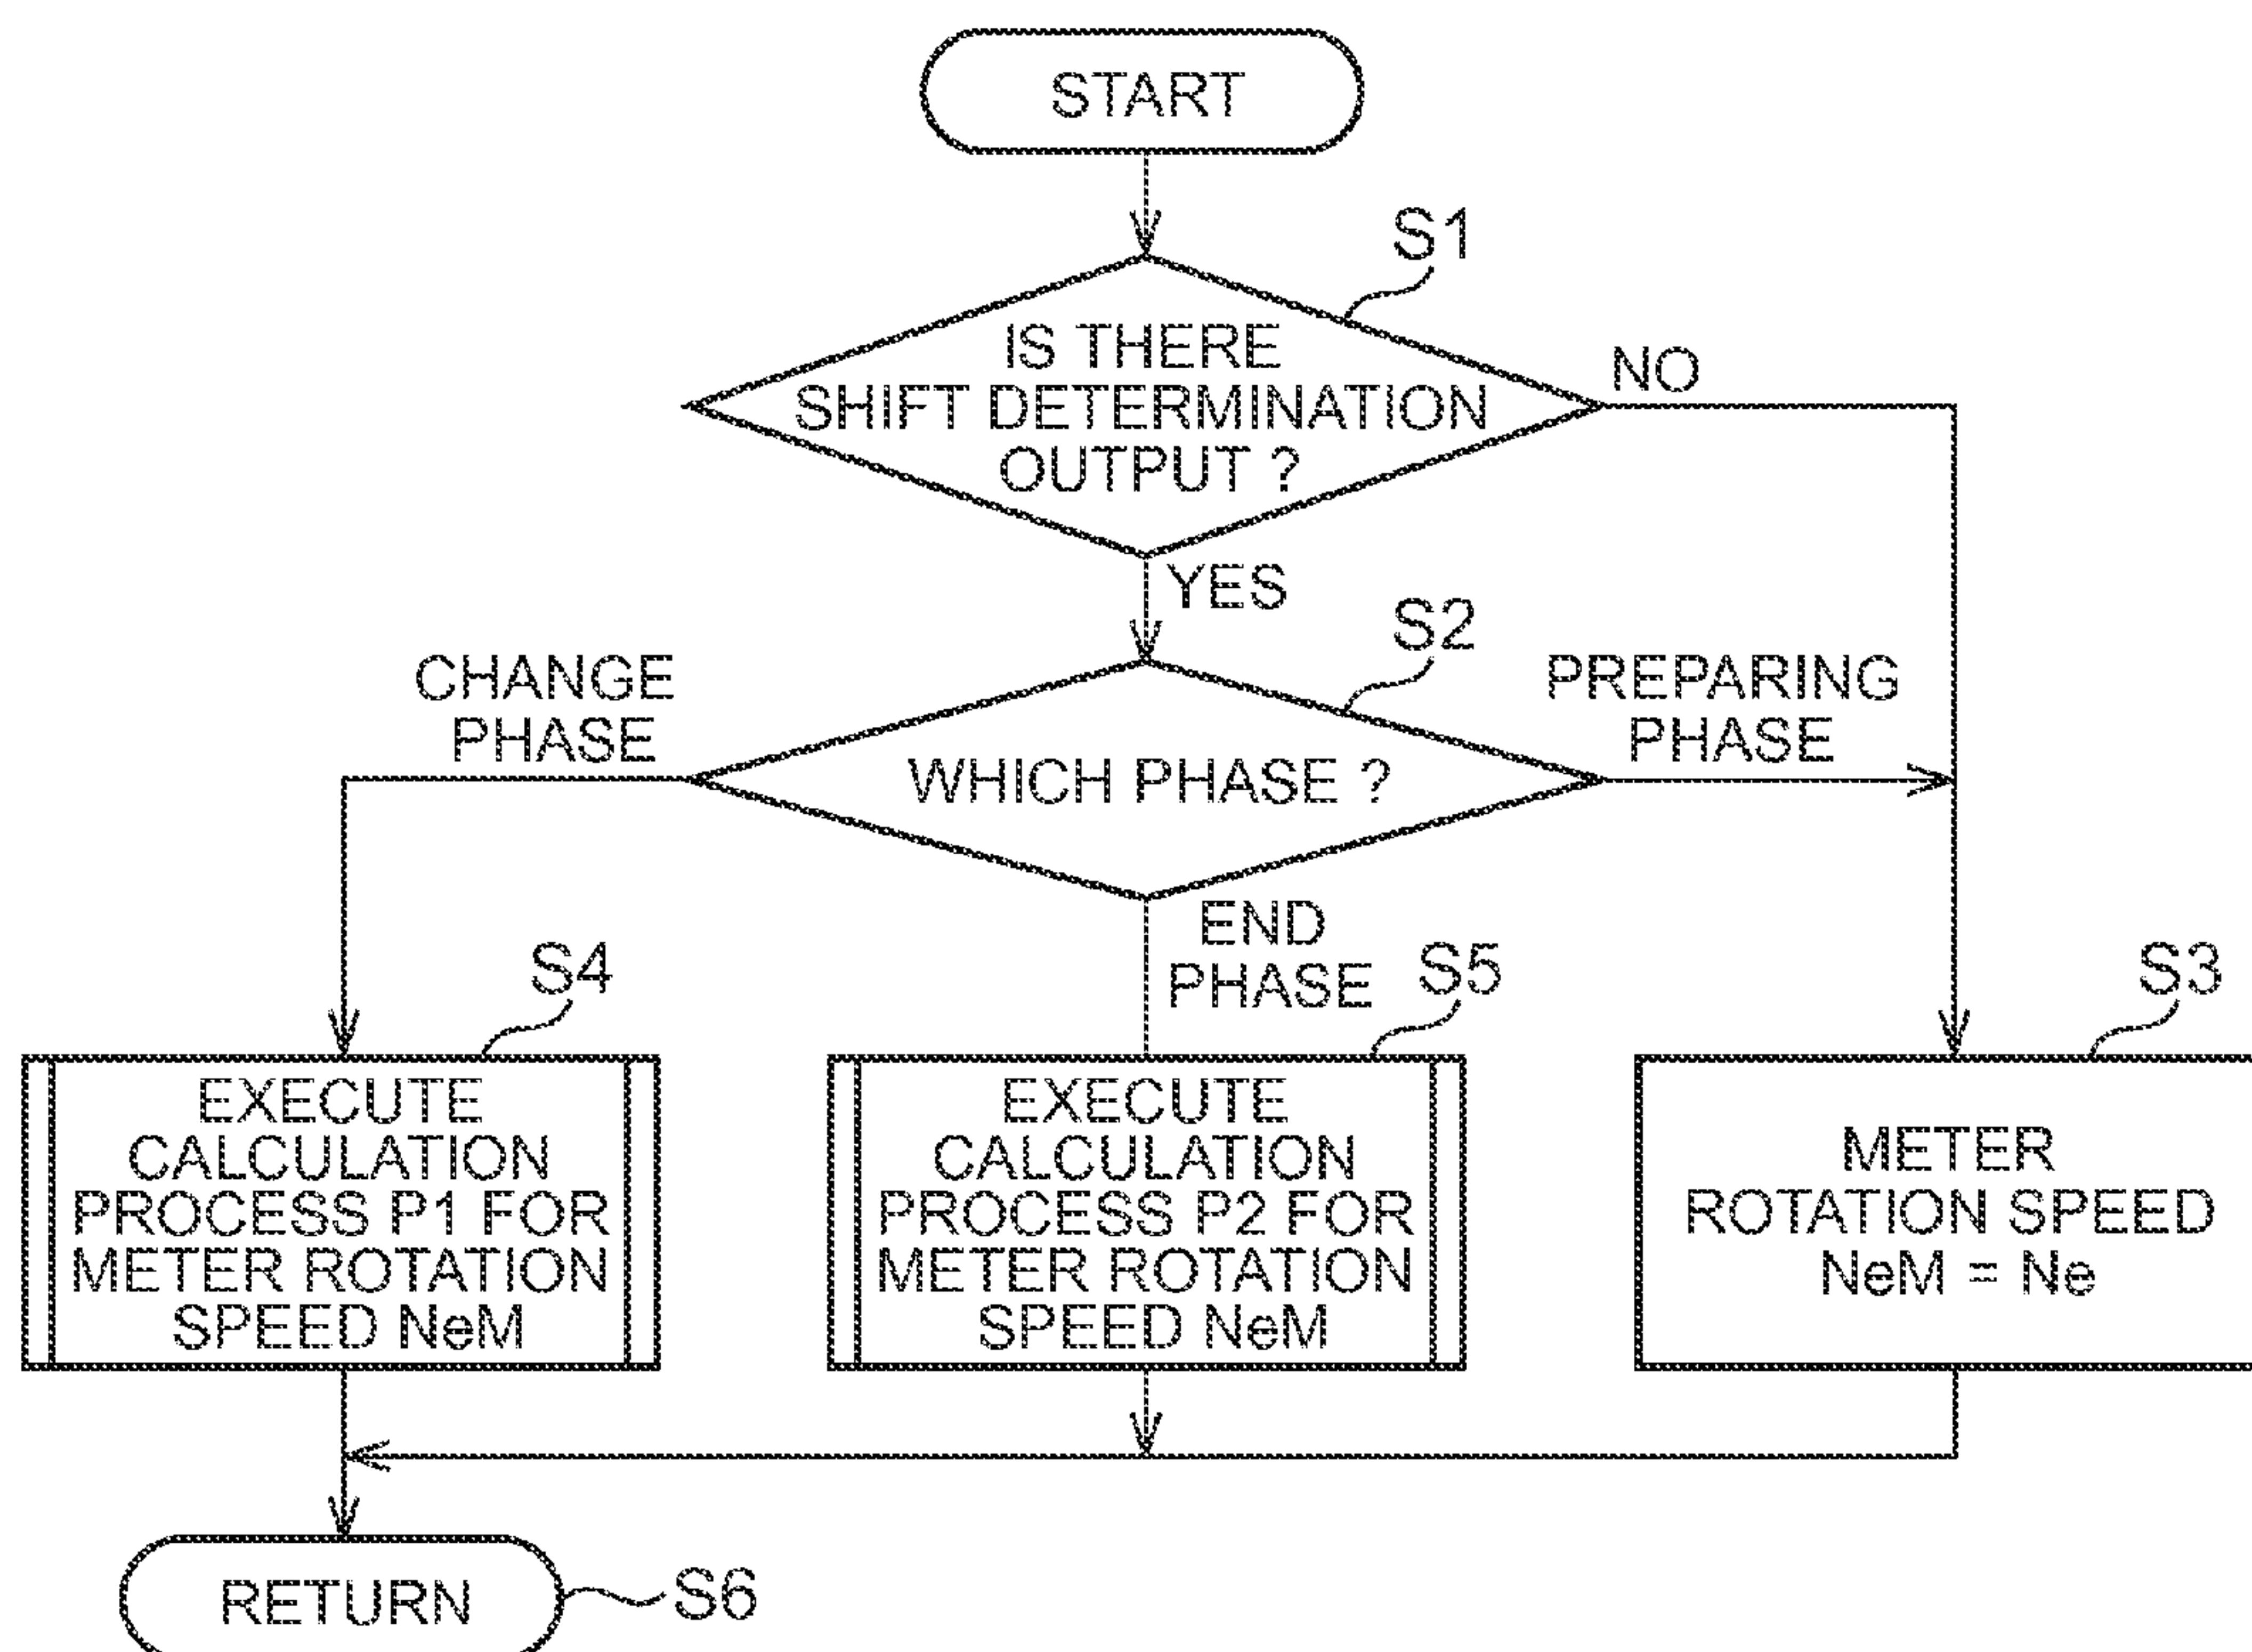 START
S1
IS THERE
SHIFT DETERMINATION
OUTPUT ?
NO
YES
S2
CHANGE
PHASE
WHICH PHASE ?
PREPARING
PHASE
END
PHASE
S4
EXECUTE
CALCULATION
PROCESS P1 FOR
METER ROTATION
SPEED NeM
S5
EXECUTE
CALCULATION
PROCESS P2 FOR
METER ROTATION
SPEED NeM
S3
METER
ROTATION SPEED
NeM = Ne
RETURN
S6